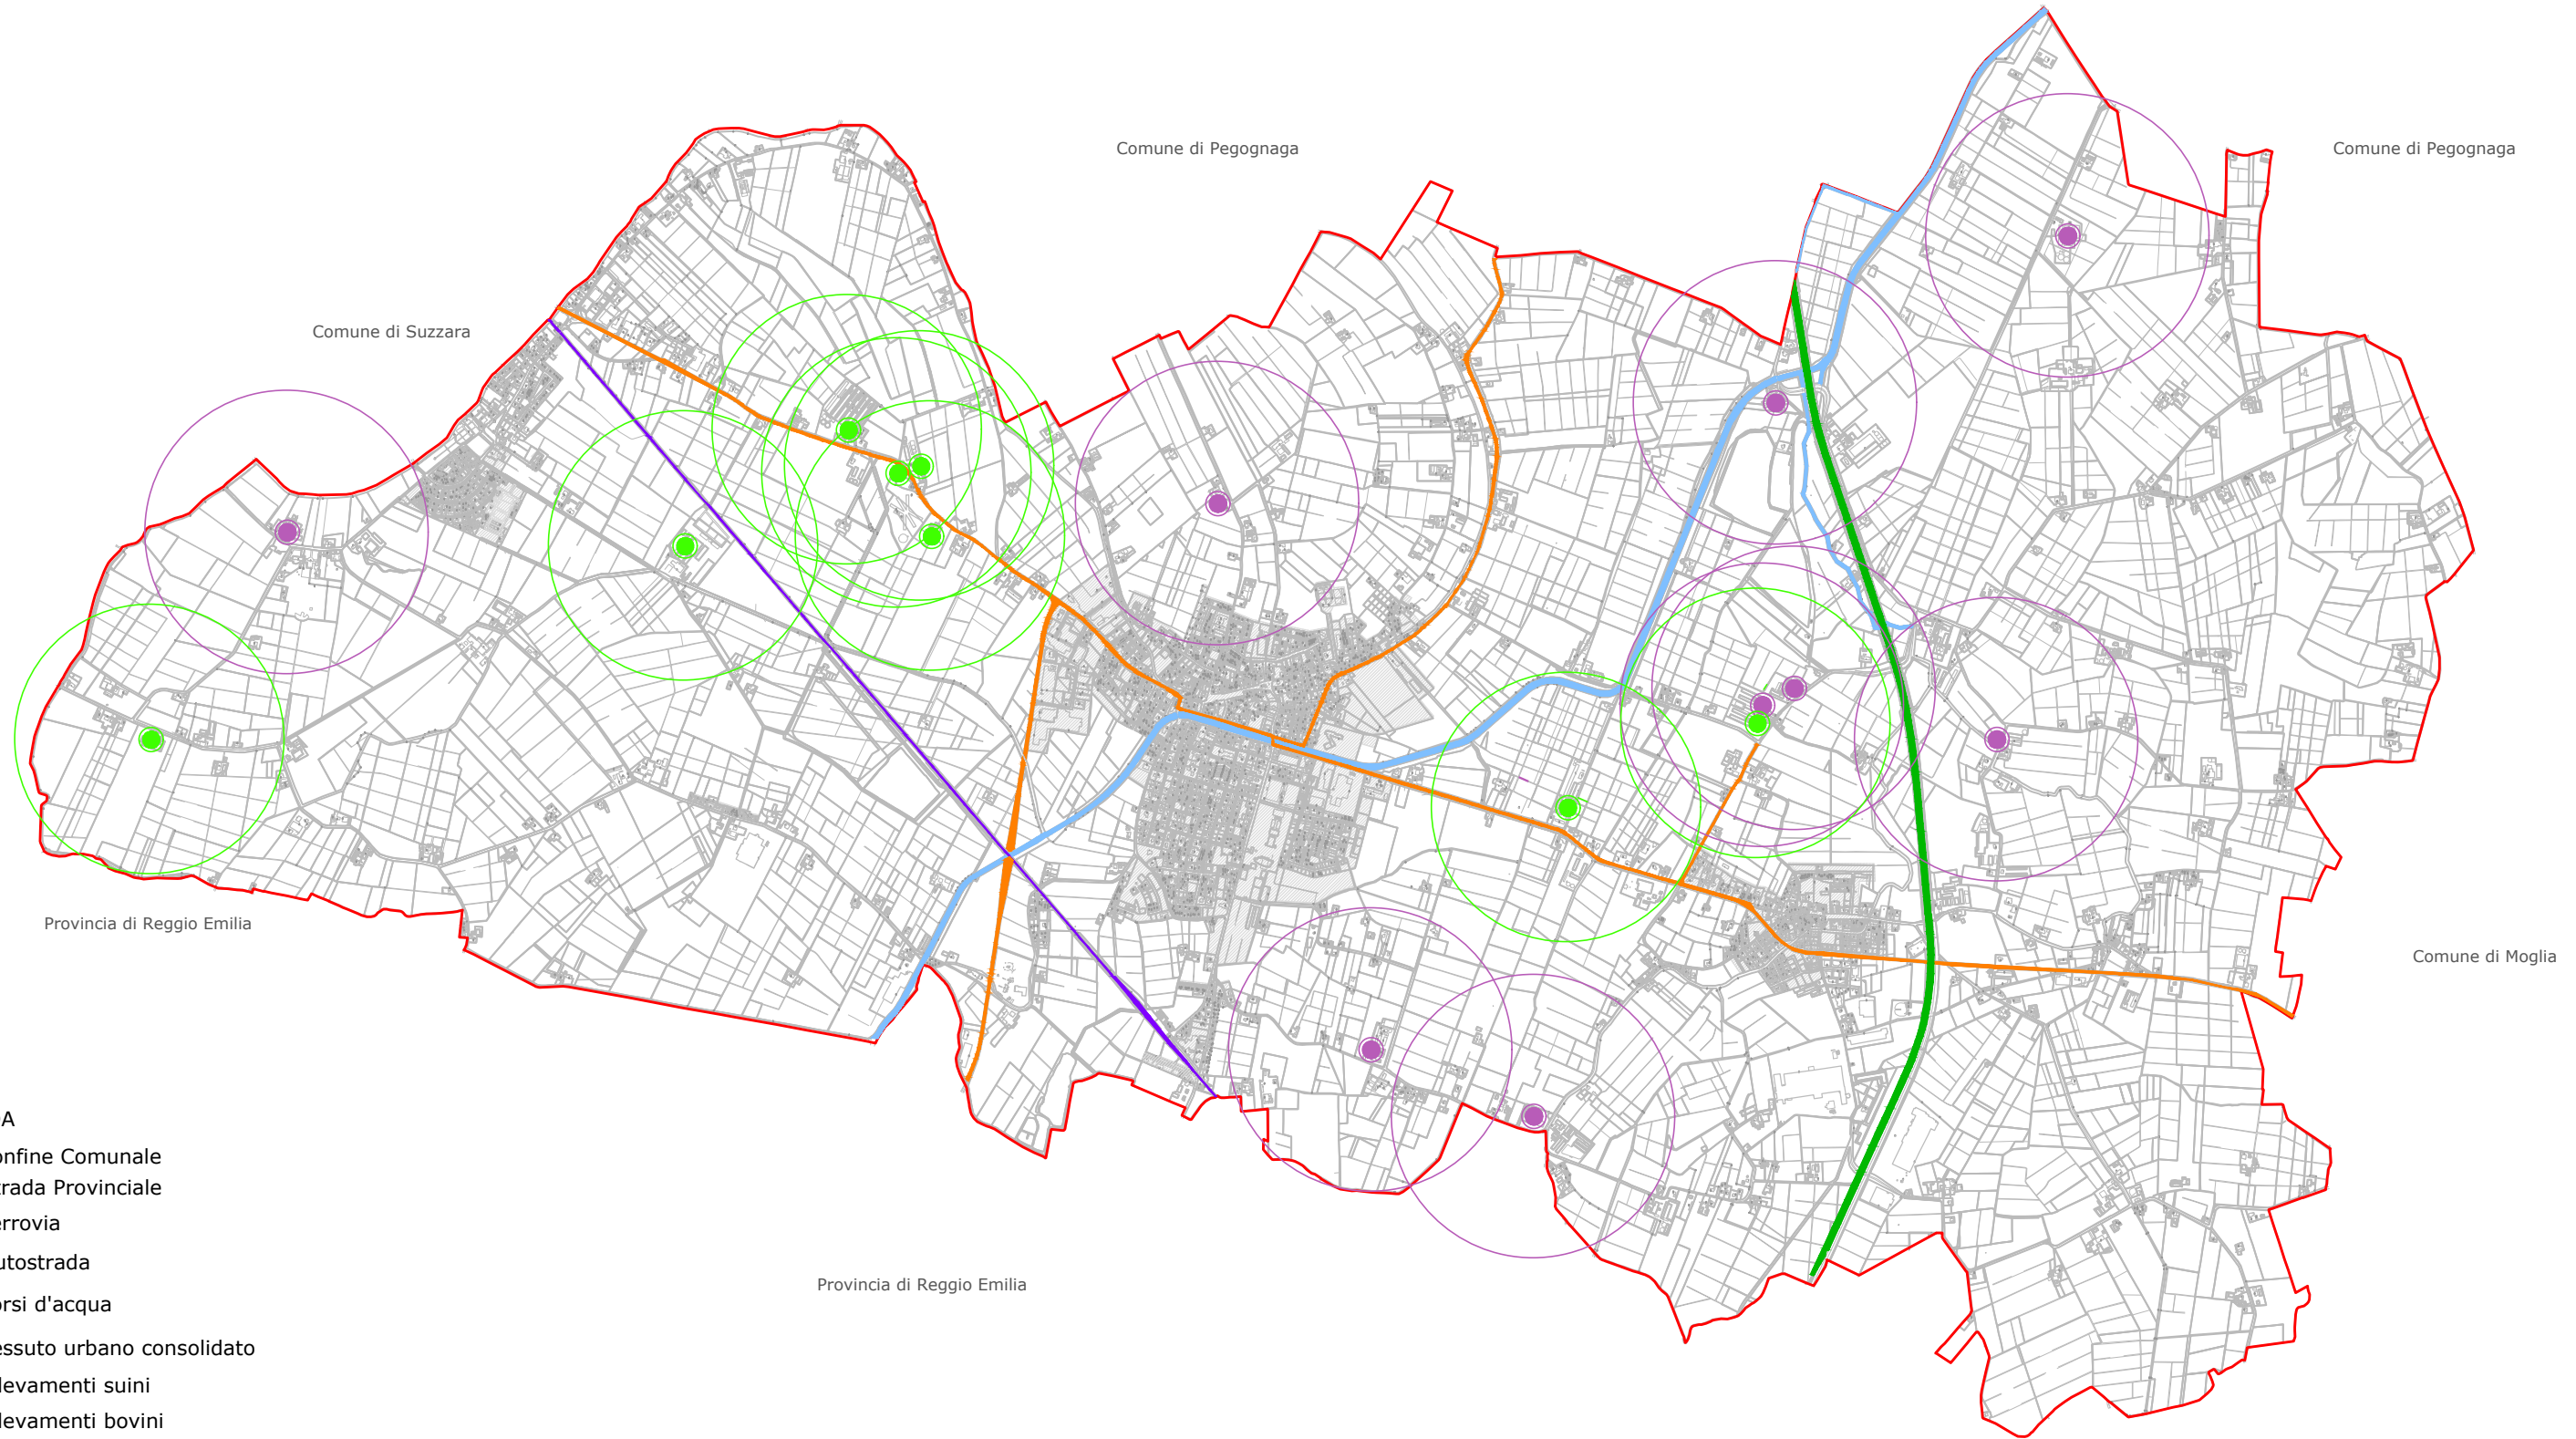 Comune di Pegognaga
Comune di Pegognaga
Comune di Suzzara
Provincia di Reggio Emilia
Comune di Moglia
Provincia di Reggio Emilia
A
onfine Comunale
trada Provinciale
errovia
utostrada
orsi d'acqua
essuto urbano consolidato
levamenti suini
levamenti bovini